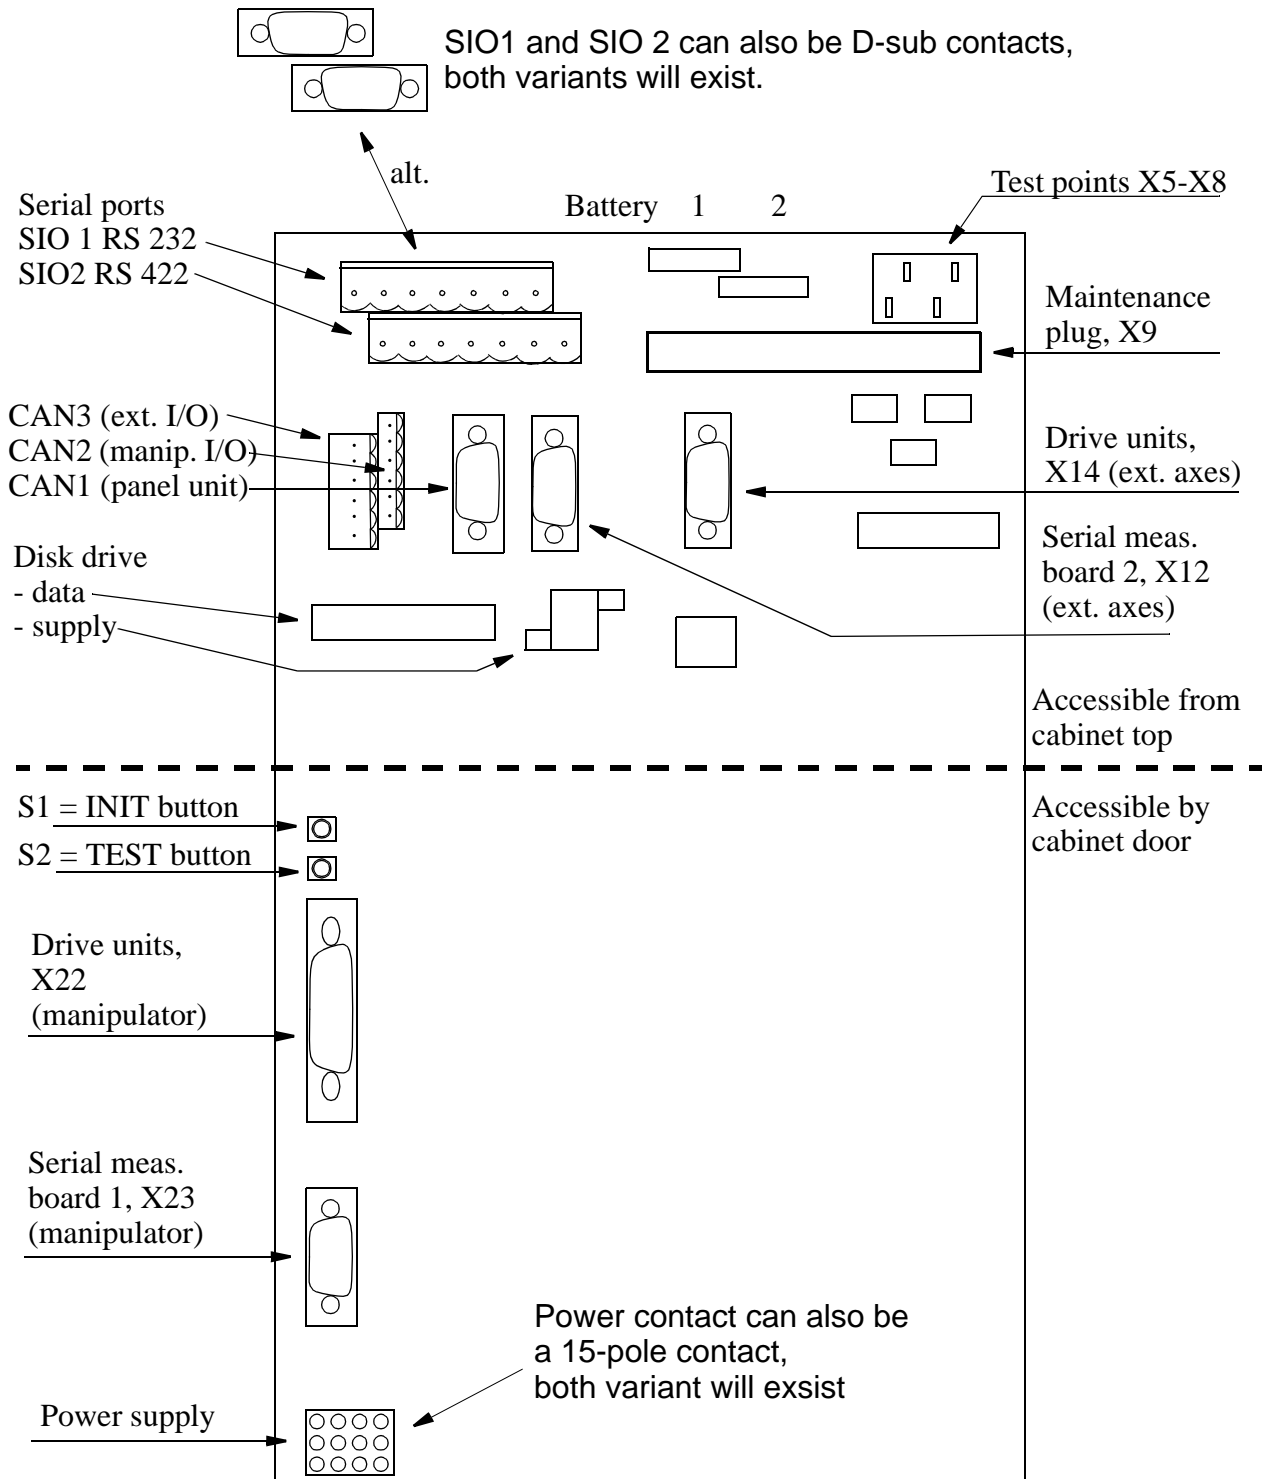 SIO1 and SIO 2 can also be D-sub contacts,
both variants will exist.
alt.
Battery 1 2
Test points X5-X8
Serial ports
SIO 1 RS 232
SIO2 RS 422
Maintenance
plug, X9
CAN3 (ext. I/O)
CAN2 (manip. I/O)
CAN1 (panel unit)
Drive units,
X14 (ext. axes)
Serial meas.
board 2, X12
(ext. axes)
Disk drive
- data
- supply
Accessible from
cabinet top
Accessible by
cabinet door
S1 = INIT button
S2 = TEST button
Drive units,
X22
(manipulator)
Serial meas.
board 1, X23
(manipulator)
Power contact can also be
a 15-pole contact,
both variant will exsist
Power supply